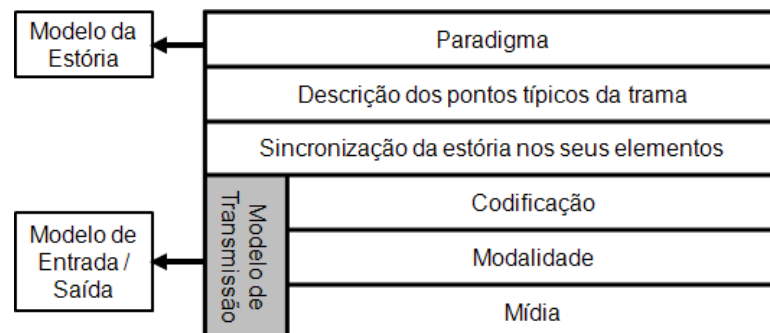 Modelo da
Estória
Paradigma
Descrição dos pontos típicos da trama
Sincronização da estória nos seus elementos
Modelo de
Entrada /
Saída
Modelo de
Transmissão
Codificação
Modalidade
Mídia